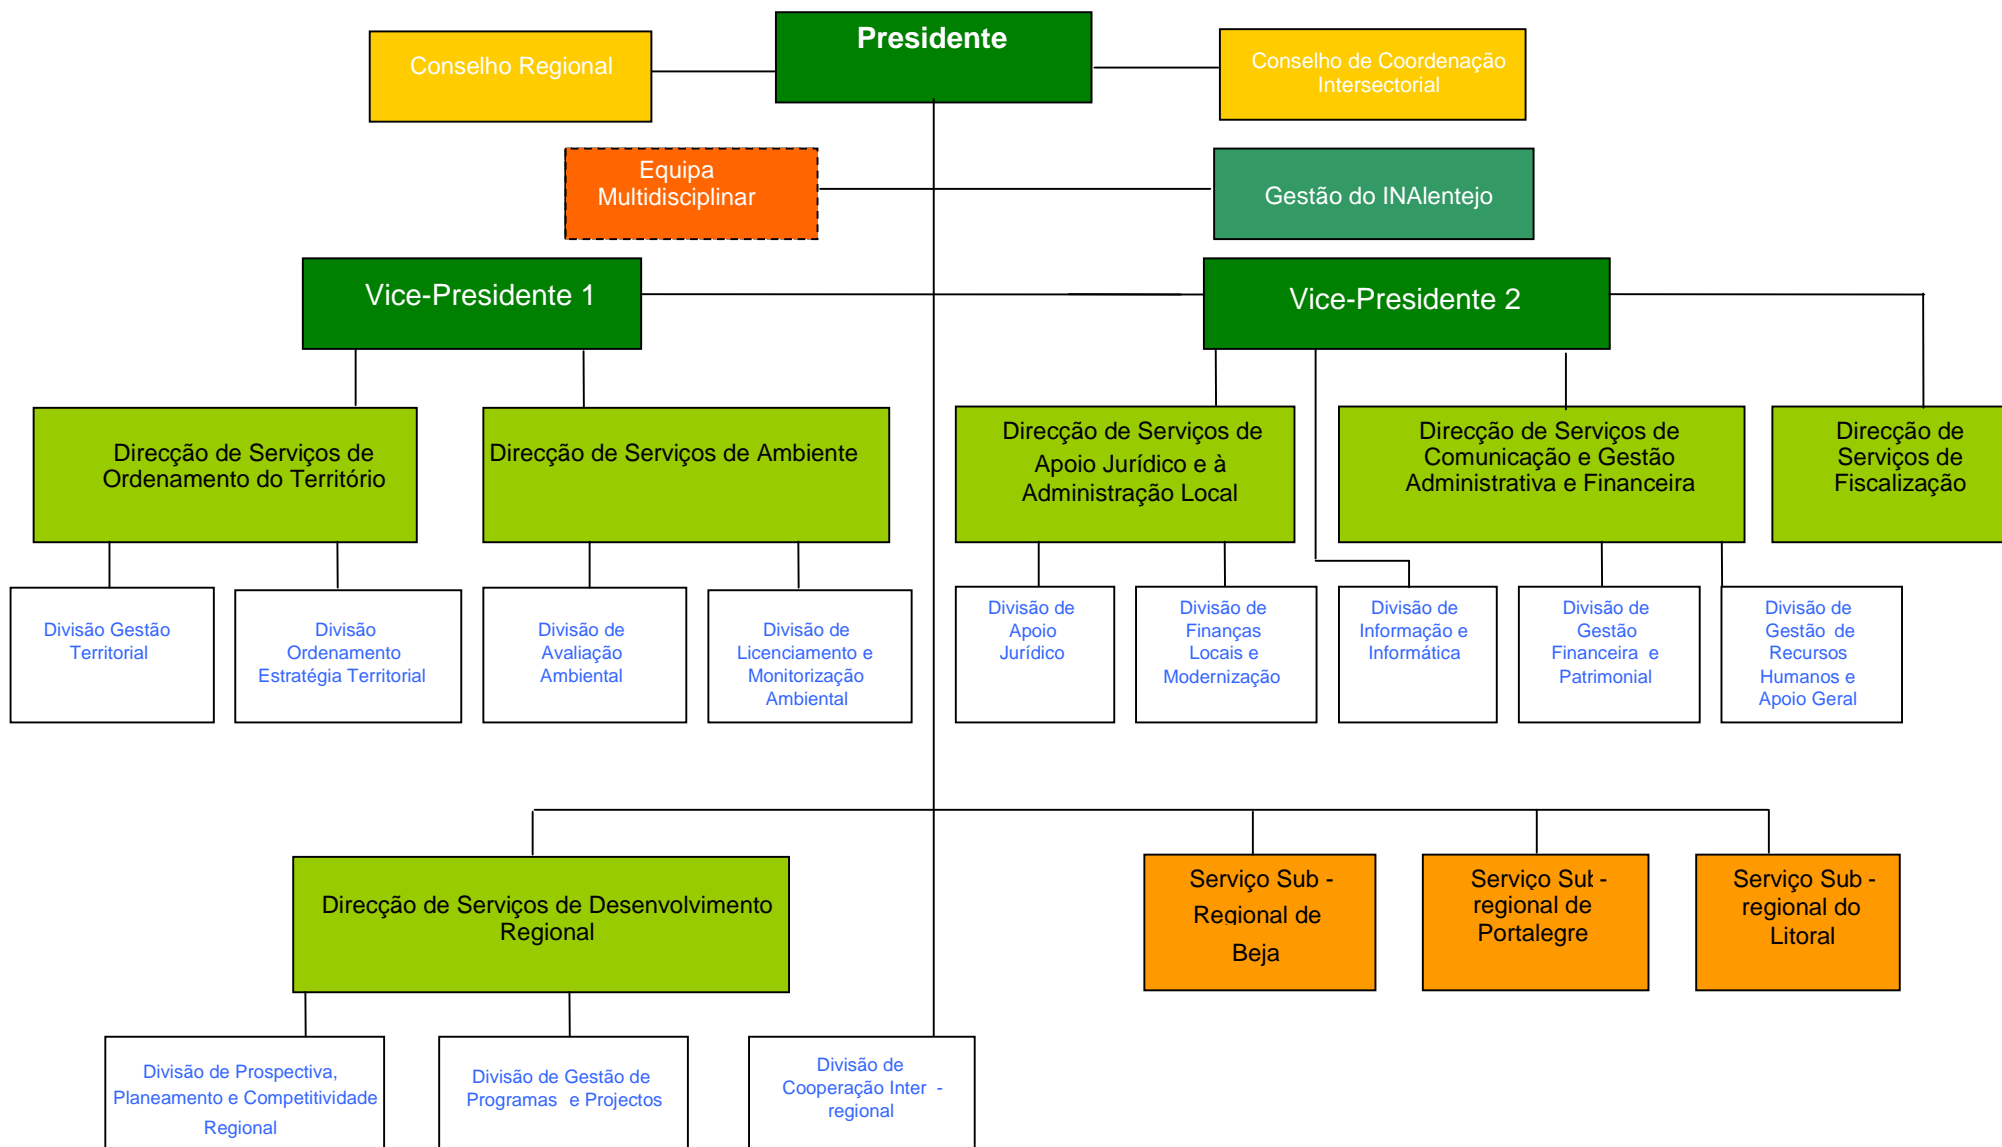 Presidente
Conselho Regional
Conselho de Coordenação
Intersectorial
Equipa
Multidisciplinar
Gestão do INAlentejo
Vice-Presidente 1
Vice-Presidente 2
Direcção de Serviços de
Ordenamento do Território
Direcção de Serviços de Ambiente
Direcção de Serviços de
Apoio Jurídico e à
Administração Local
Direcção de Serviços de
Comunicação e Gestão
Administrativa e Financeira
Direcção de
Serviços de
Fiscalização
Divisão Gestão
Territorial
Divisão
Ordenamento
Estratégia Territorial
Divisão de
Avaliação
Ambiental
Divisão de
Licenciamento e
Monitorização
Ambiental
Divisão de
Apoio
Jurídico
Divisão de
Finanças
Locais e
Modernização
Divisão de
Informação e
Informática
Divisão de
Gestão
Financeira e
Patrimonial
Divisão de
Gestão de
Recursos
Humanos e
Apoio Geral
Direcção de Serviços de Desenvolvimento
Regional
Serviço Sub -
Regional de
Beja
Serviço Sub -
regional de
Portalegre
Serviço Sub -
regional do
Litoral
Divisão de Prospectiva,
Planeamento e Competitividade
Regional
Divisão de Gestão de
Programas e Projectos
Divisão de
Cooperação Inter -
regional